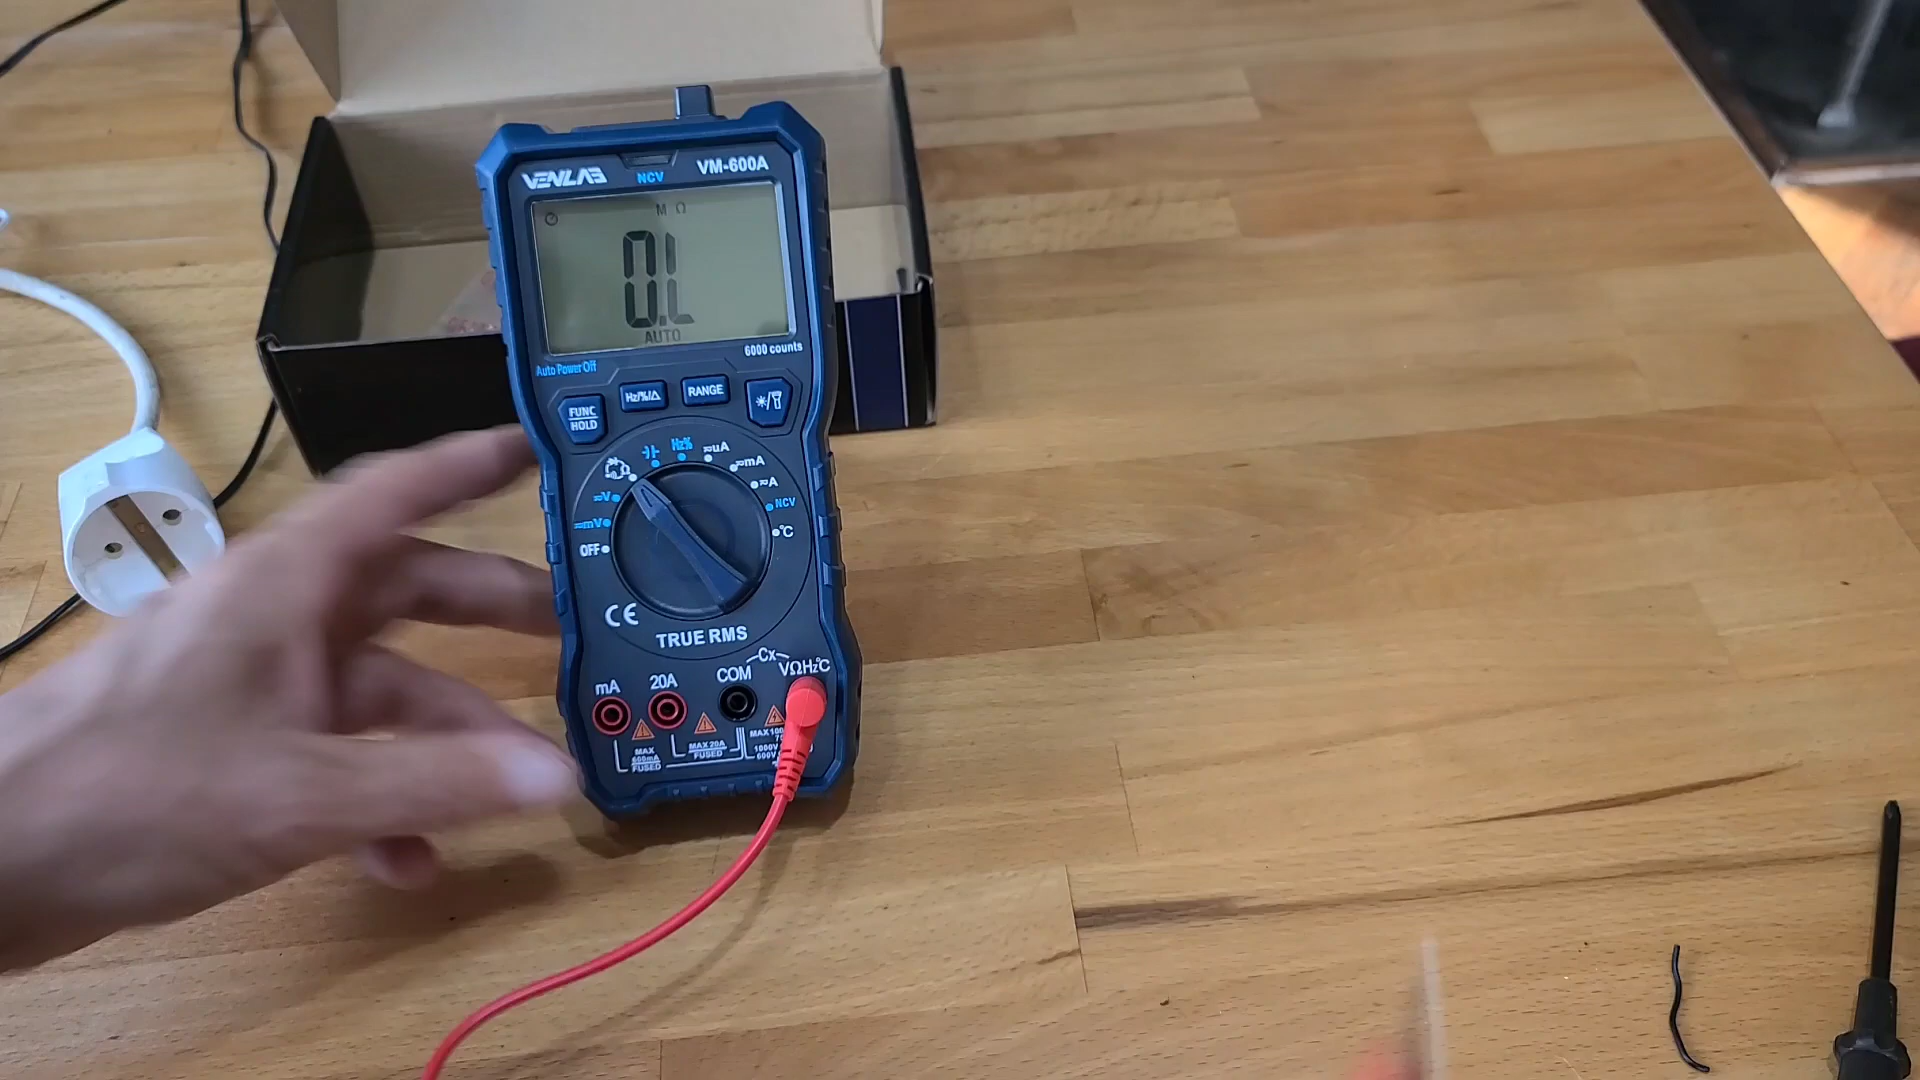 VENLAB
NCV
VM-600A
M Ω
0.L
AUTO
6000 counts
Auto Power Off
FUNC
HOLD
Hz/%/Δ
RANGE
Hz%
uA
mA
A
NCV
°C
Ω
V
mV
OFF
CE
TRUE RMS
mA
20A
COM
Cx
VΩHz°C
MAX
600mA
FUSED
MAX 20A
FUSED
1000V
600V